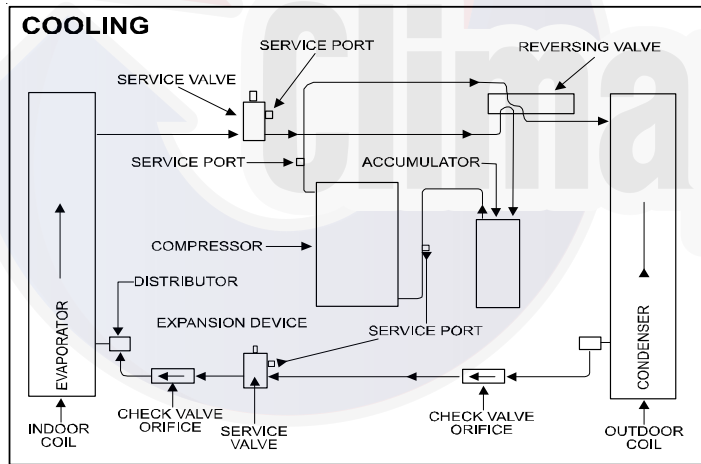 COOLING
SERVICE PORT
REVERSING VALVE
SERVICE VALVE
SERVICE PORT
ACCUMULATOR
COMPRESSOR
DISTRIBUTOR
EXPANSION DEVICE
SERVICE PORT
EVAPORATOR
CONDENSER
CHECK VALVE
ORIFICE
SERVICE
VALVE
CHECK VALVE
ORIFICE
INDOOR
COIL
OUTDOOR
COIL